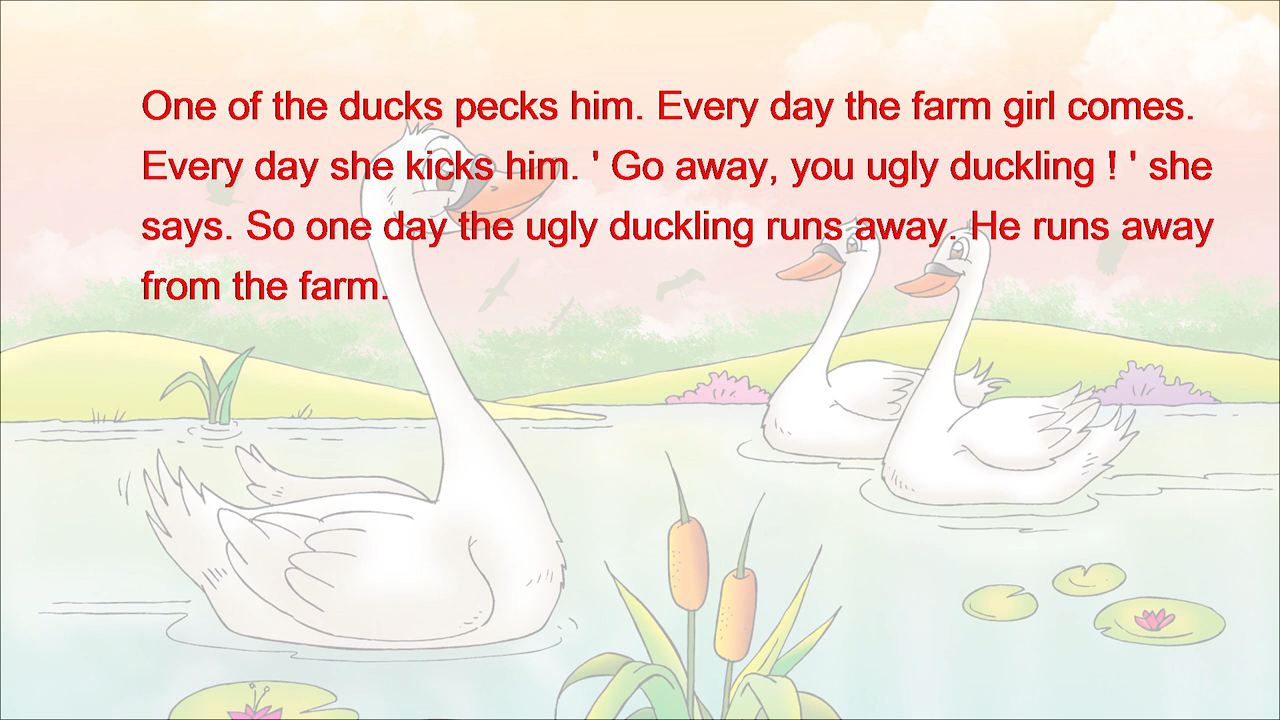 One of the ducks pecks him. Every day the farm girl comes.
Every day she kicks him. ' Go away, you ugly duckling ! ' she
says. So one day the ugly duckling runs away. He runs away
from the farm.